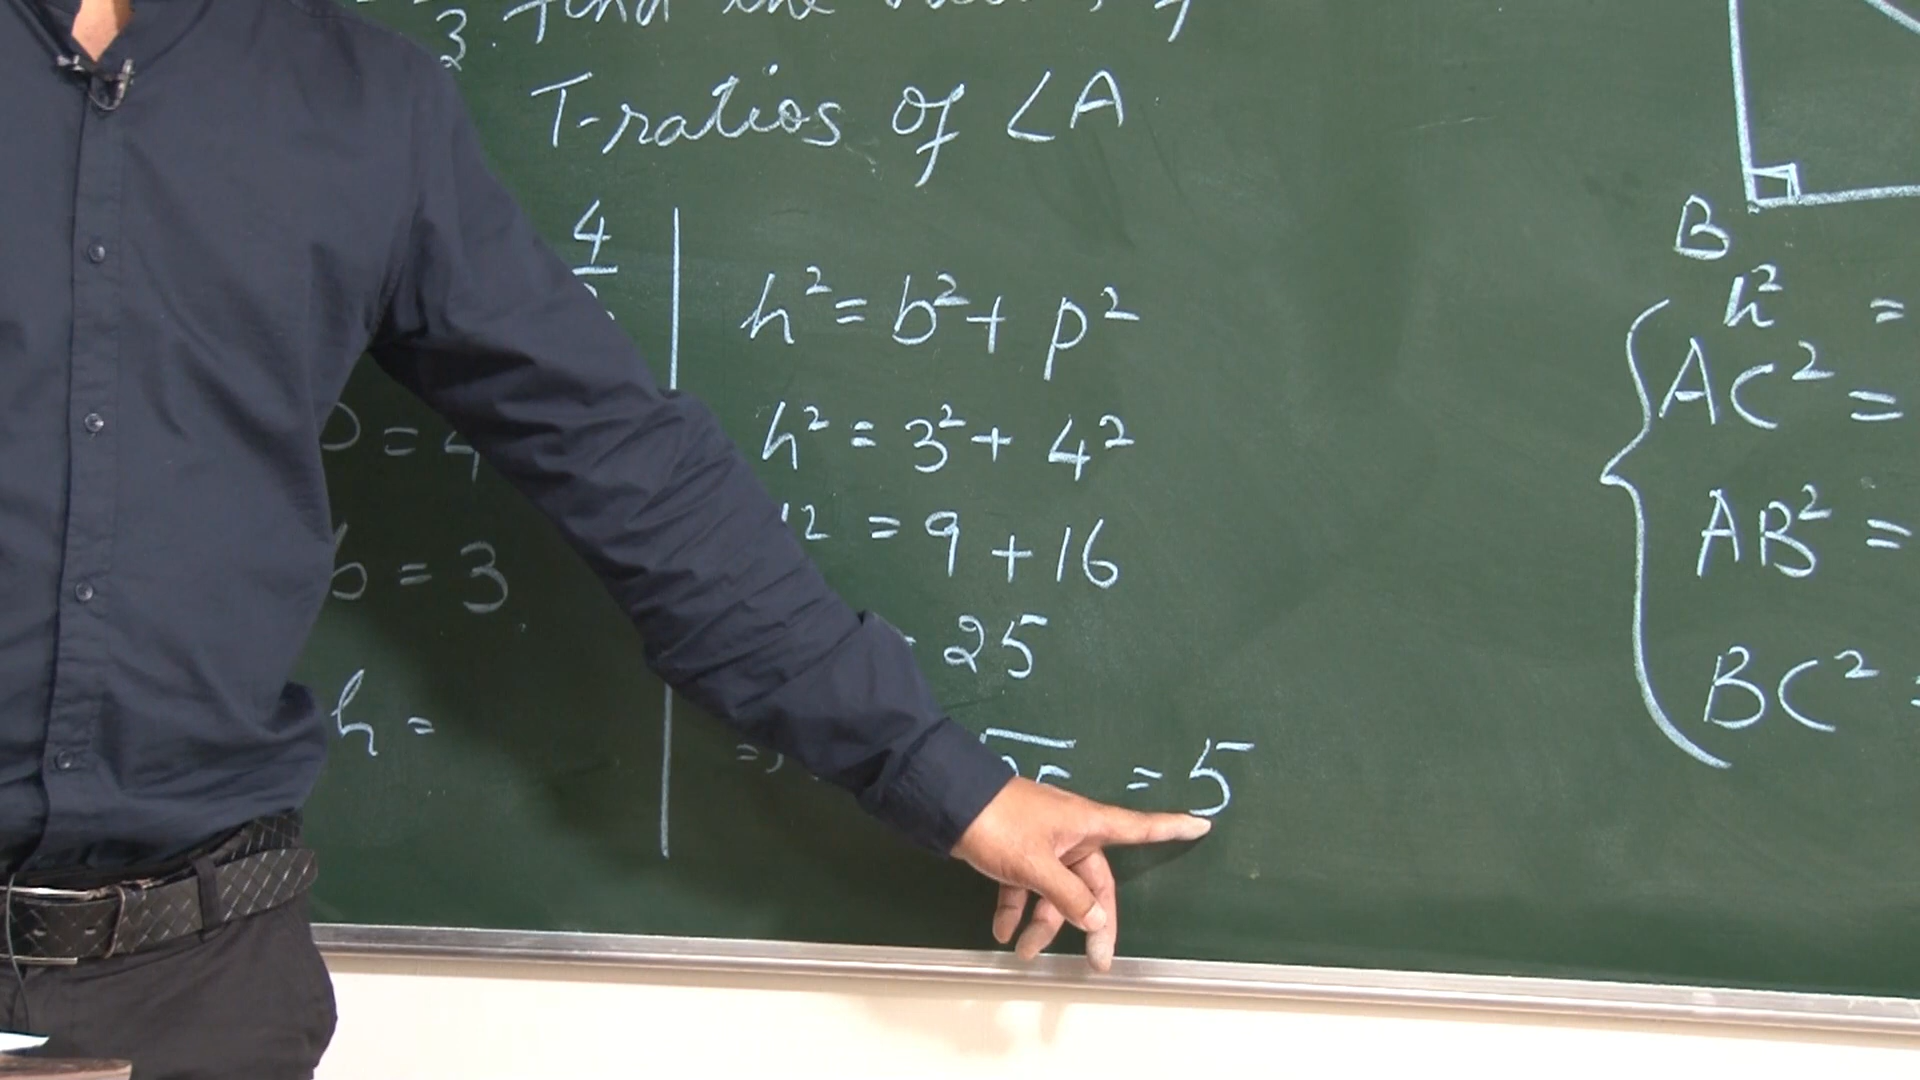 3. find the
T-ratios of ∠A
4
= 4
b = 3
h =
h² = b² + p²
h² = 3² + 4²
² = 9 + 16
= 25
= 5
B
h² =
AC² =
AB² =
BC² =